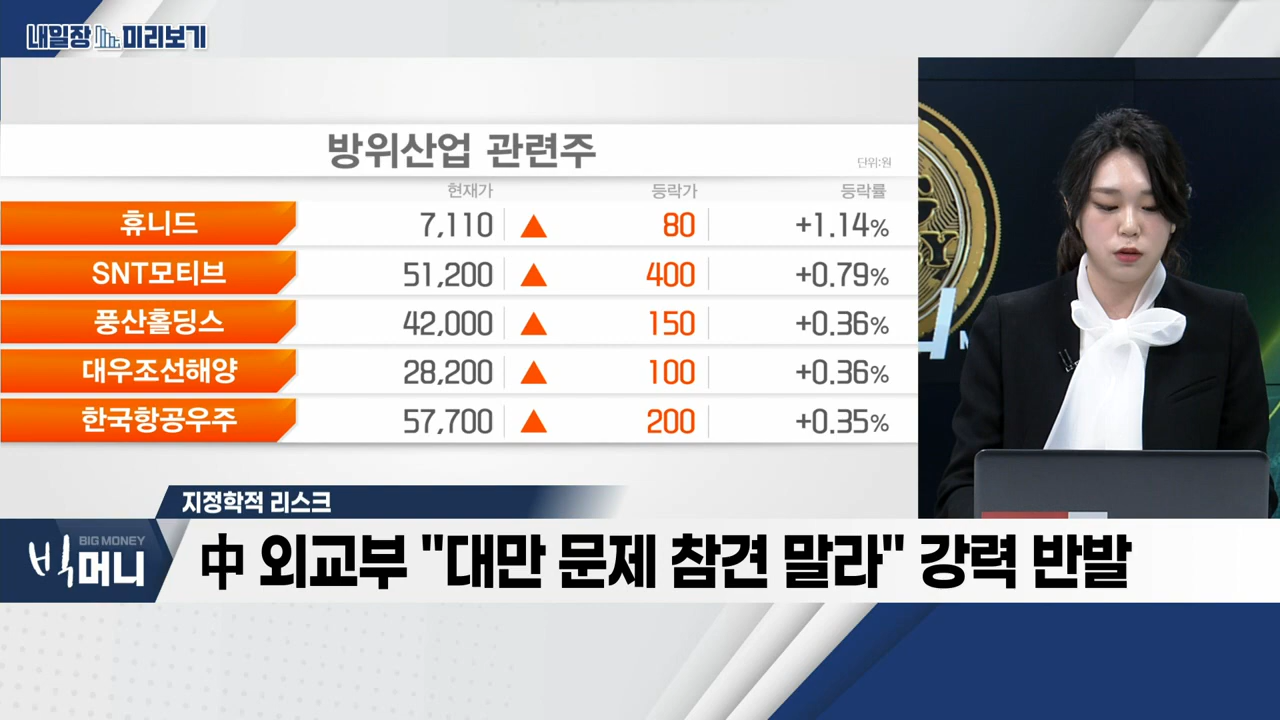 내일장 미리보기
방위산업 관련주
단위:원
현재가 등락가 등락률
휴니드 7,110 ▲ 80 +1.14%
SNT모티브 51,200 ▲ 400 +0.79%
풍산홀딩스 42,000 ▲ 150 +0.36%
대우조선해양 28,200 ▲ 100 +0.36%
한국항공우주 57,700 ▲ 200 +0.35%
지정학적 리스크
BIG MONEY
빅머니
中 외교부 "대만 문제 참견 말라" 강력 반발